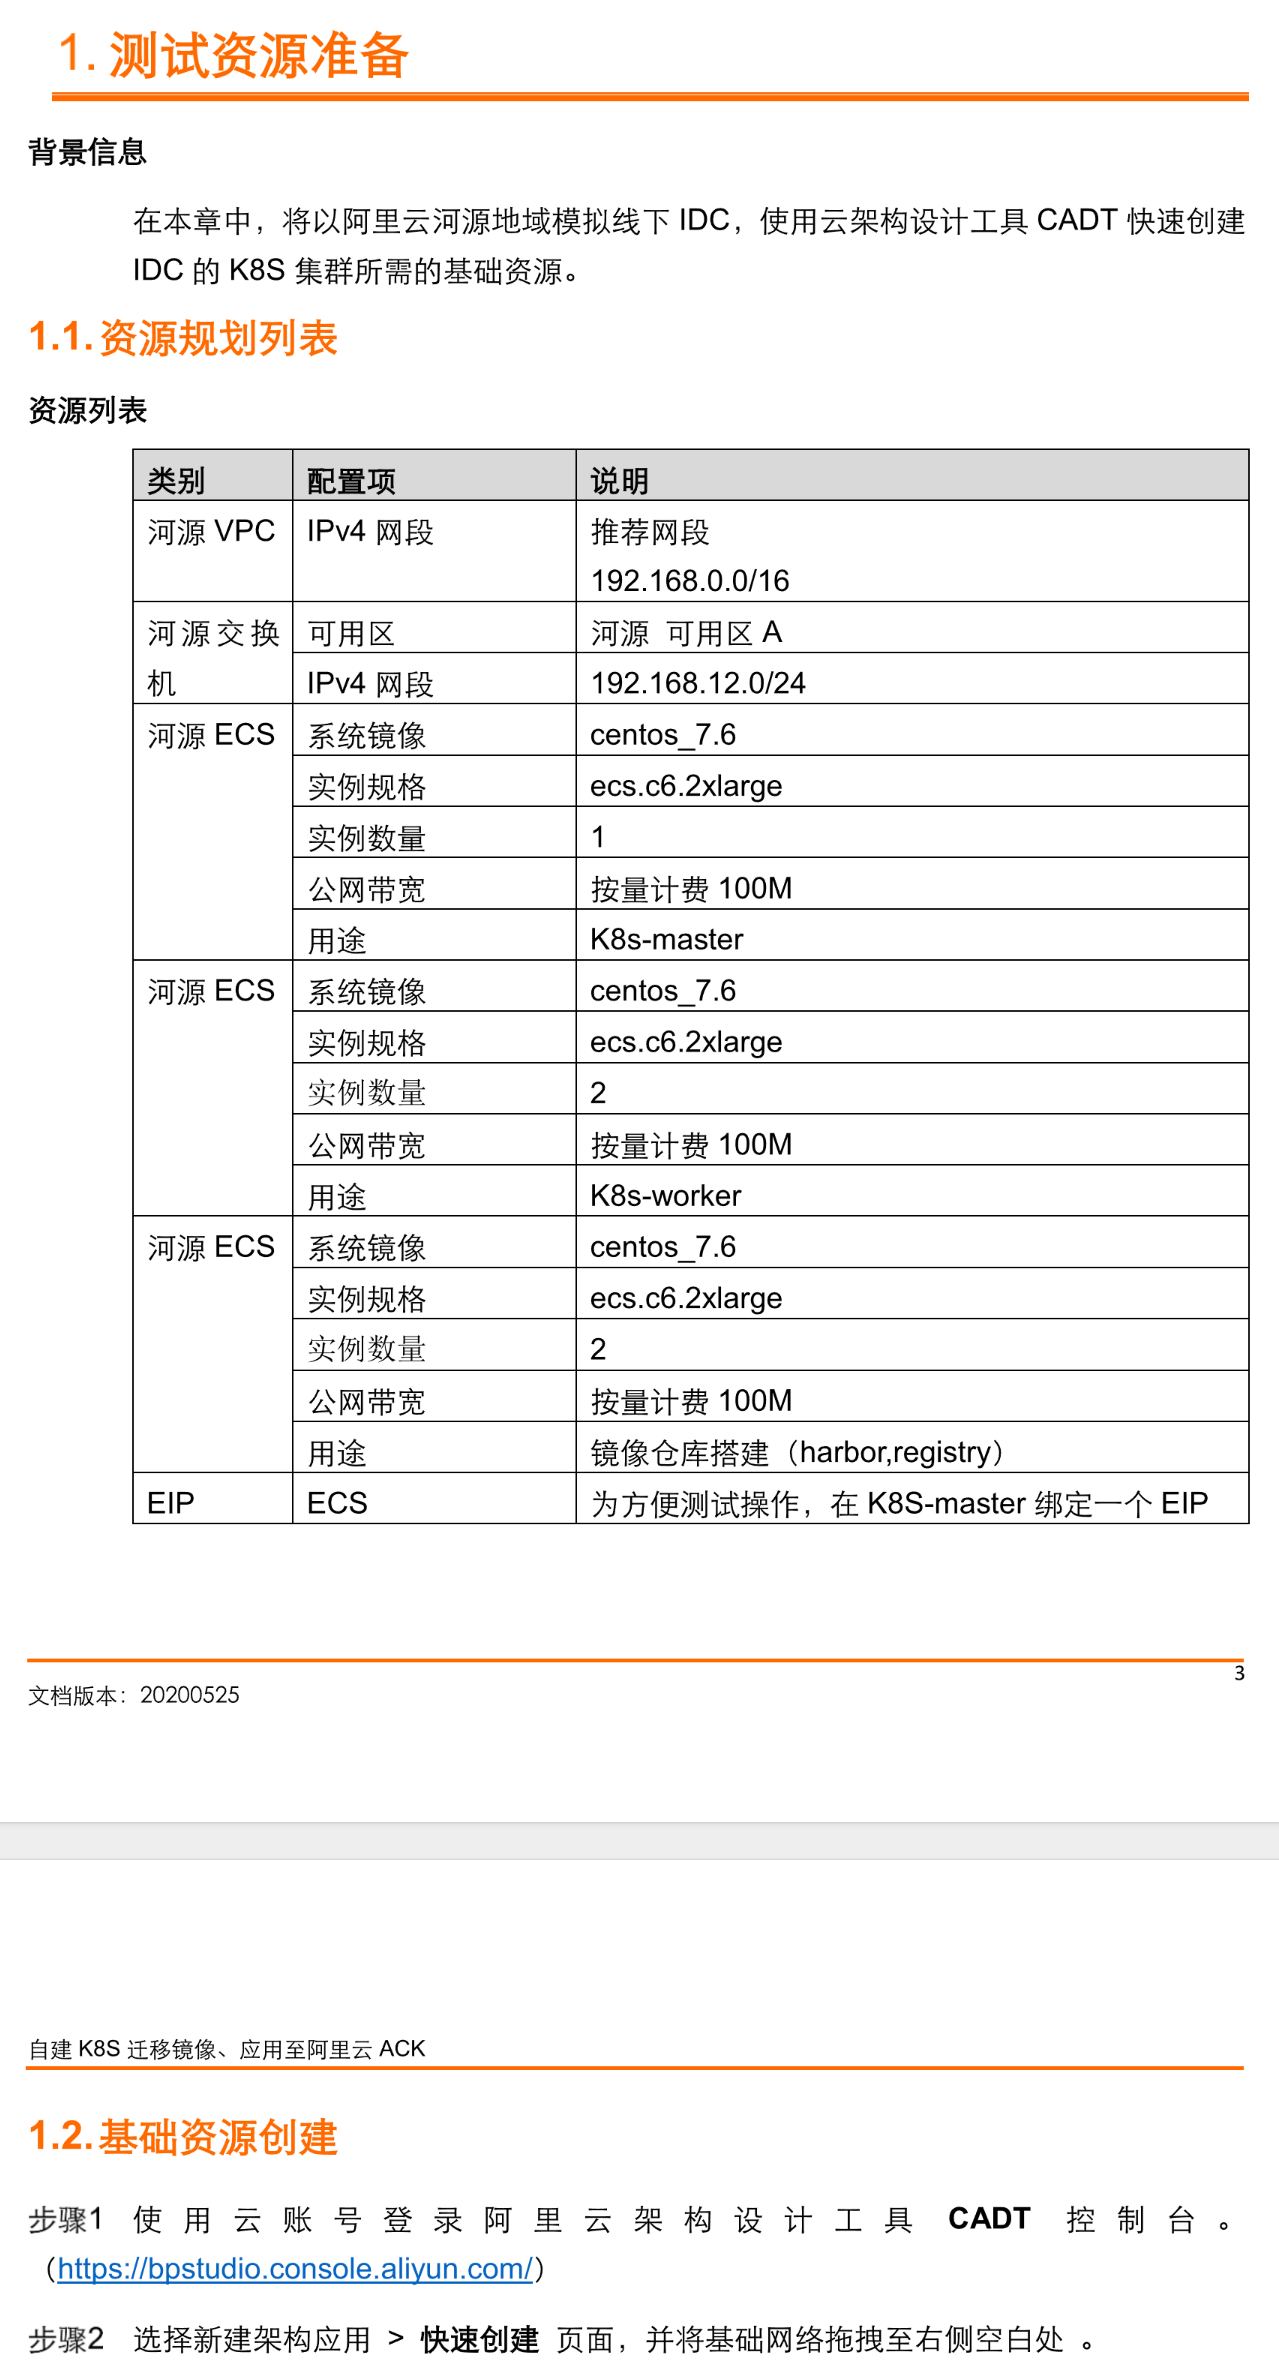 1. 测试资源准备
背景信息
在本章中，将以阿里云河源地域模拟线下 IDC，使用云架构设计工具 CADT 快速创建
IDC 的 K8S 集群所需的基础资源。
1.1. 资源规划列表
资源列表
类别 配置项 说明
河源 VPC IPv4 网段 推荐网段
192.168.0.0/16
河源交换机 可用区 河源 可用区 A
IPv4 网段 192.168.12.0/24
河源 ECS 系统镜像 centos_7.6
实例规格 ecs.c6.2xlarge
实例数量 1
公网带宽 按量计费 100M
用途 K8s-master
河源 ECS 系统镜像 centos_7.6
实例规格 ecs.c6.2xlarge
实例数量 2
公网带宽 按量计费 100M
用途 K8s-worker
河源 ECS 系统镜像 centos_7.6
实例规格 ecs.c6.2xlarge
实例数量 2
公网带宽 按量计费 100M
用途 镜像仓库搭建（harbor,registry）
EIP ECS 为方便测试操作，在 K8S-master 绑定一个 EIP
3
文档版本：20200525
自建 K8S 迁移镜像、应用至阿里云 ACK
1.2. 基础资源创建
步骤1 使用云账号登录阿里云架构设计工具 CADT 控制台。
（https://bpstudio.console.aliyun.com/）
步骤2 选择新建架构应用 > 快速创建 页面，并将基础网络拖拽至右侧空白处 。